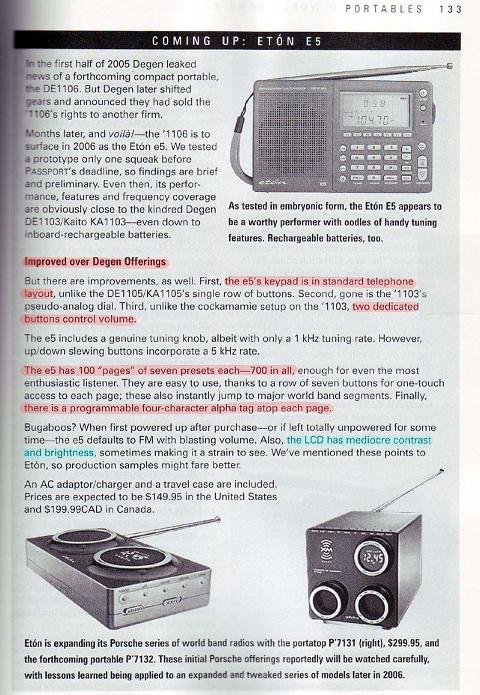 PORTABLES 133
COMING UP: ETÓN E5
In the first half of 2005 Degen leaked
news of a forthcoming compact portable,
the DE1106. But Degen later shifted
gears and announced they had sold the
'1106's rights to another firm.
Months later, and voilà!—the '1106 is to
surface in 2006 as the Etón e5. We tested
a prototype only one squeak before
PASSPORT's deadline, so findings are brief
and preliminary. Even then, its perfor-
mance, features and frequency coverage
are obviously close to the kindred Degen
DE1103/Kaito KA1103—even down to
inboard-rechargeable batteries.
0:58
104.70
etón
E5
As tested in embryonic form, the Etón E5 appears to
be a worthy performer with oodles of handy tuning
features. Rechargeable batteries, too.
Improved over Degen Offerings
But there are improvements, as well. First, the e5's keypad is in standard telephone
layout, unlike the DE1105/KA1105's single row of buttons. Second, gone is the '1103's
pseudo-analog dial. Third, unlike the cockamamie setup on the '1103, two dedicated
buttons control volume.
The e5 includes a genuine tuning knob, albeit with only a 1 kHz tuning rate. However,
up/down slewing buttons incorporate a 5 kHz rate.
The e5 has 100 "pages" of seven presets each—700 in all, enough for even the most
enthusiastic listener. They are easy to use, thanks to a row of seven buttons for one-touch
access to each page; these also instantly jump to major world band segments. Finally,
there is a programmable four-character alpha tag atop each page.
Bugaboos? When first powered up after purchase—or if left totally unpowered for some
time—the e5 defaults to FM with blasting volume. Also, the LCD has mediocre contrast
and brightness, sometimes making it a strain to see. We've mentioned these points to
Etón, so production samples might fare better.
An AC adaptor/charger and a travel case are included.
Prices are expected to be $149.95 in the United States
and $199.99CAD in Canada.
XM
12:45
Etón is expanding its Porsche series of world band radios with the portatop P'7131 (right), $299.95, and
the forthcoming portable P'7132. These initial Porsche offerings reportedly will be watched carefully,
with lessons learned being applied to an expanded and tweaked series of models later in 2006.